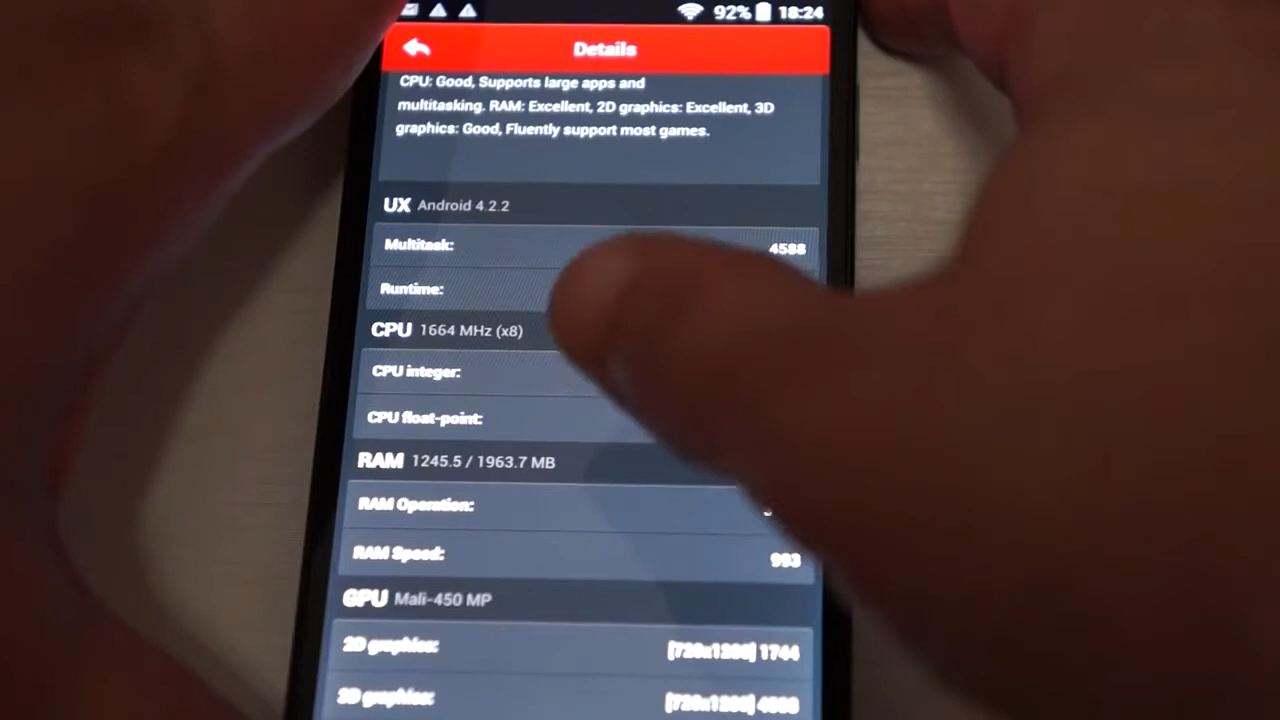 92% 18:24
Details
CPU: Good, Supports large apps and
multitasking. RAM: Excellent, 2D graphics: Excellent, 3D
graphics: Good, Fluently support most games.
UX Android 4.2.2
Multitask: 4588
Runtime:
CPU 1664 MHz (x8)
CPU integer:
CPU float-point:
RAM 1245.5 / 1963.7 MB
RAM Operation:
RAM Speed: 993
GPU Mali-450 MP
2D graphics: [720x1280] 1744
3D graphics: [720x1280]